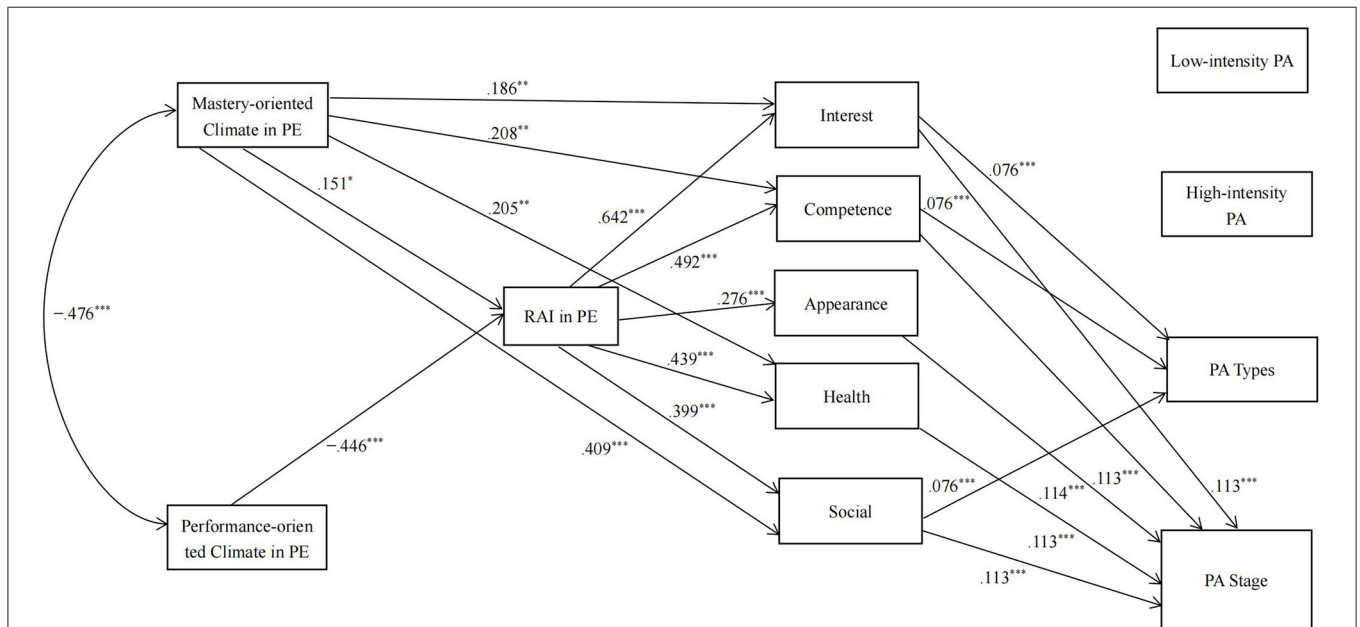 Low-intensity PA
Mastery-oriented
Climate in PE
.186**
Interest
.208**
.076***
.151*
High-intensity
PA
.205**
.642***
Competence
.076***
.492***
RAI in PE
.276***
Appearance
−.476***
.439***
PA Types
Health
.399***
−.446***
.409***
.113***
.076***
.114***
.113***
Social
Performance-orien
ted Climate in PE
.113***
.113***
PA Stage